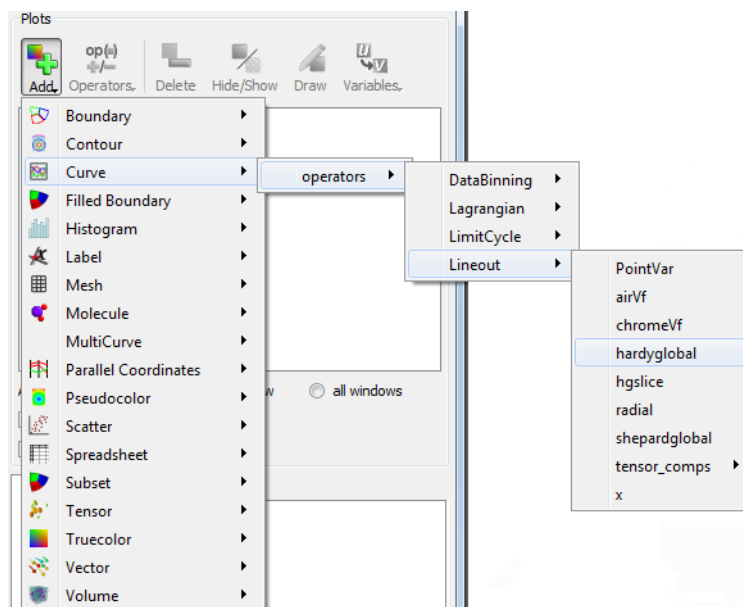 Plots
op(=)
+/−
Add
Operators
Delete
Hide/Show
Draw
Variables
Boundary
Contour
Curve
Filled Boundary
Histogram
Label
Mesh
Molecule
MultiCurve
Parallel Coordinates
Pseudocolor
Scatter
Spreadsheet
Subset
Tensor
Truecolor
Vector
Volume
operators
DataBinning
Lagrangian
LimitCycle
Lineout
PointVar
airVf
chromeVf
hardyglobal
hgslice
radial
shepardglobal
tensor_comps
x
all windows